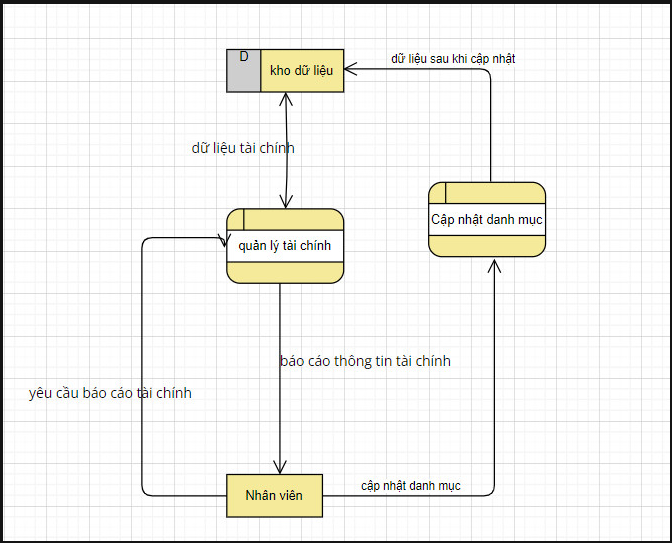 D
kho dữ liệu
dữ liệu sau khi cập nhật
dữ liệu tài chính
Cập nhật danh mục
quản lý tài chính
báo cáo thông tin tài chính
yêu cầu báo cáo tài chính
Nhân viên
cập nhật danh mục